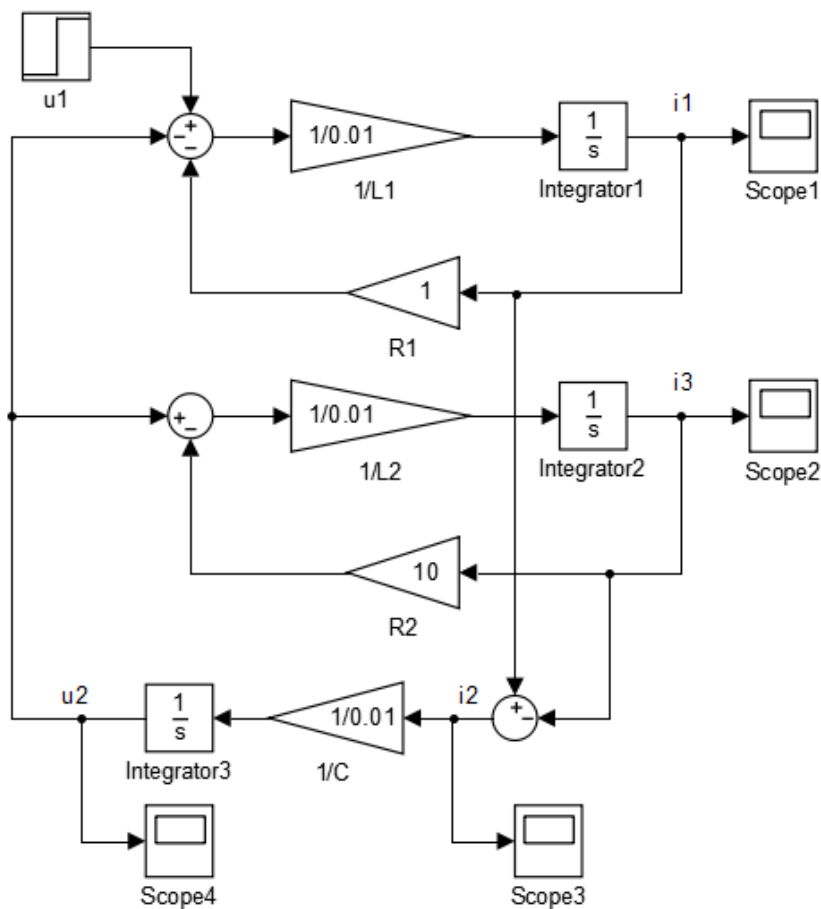 u1
+
−
−
1/0.01
1/L1
1
s
Integrator1
i1
Scope1
1
R1
+
−
1/0.01
1/L2
1
s
Integrator2
i3
Scope2
10
R2
u2
1
s
Integrator3
1/0.01
1/C
i2
+
−
Scope4
Scope3